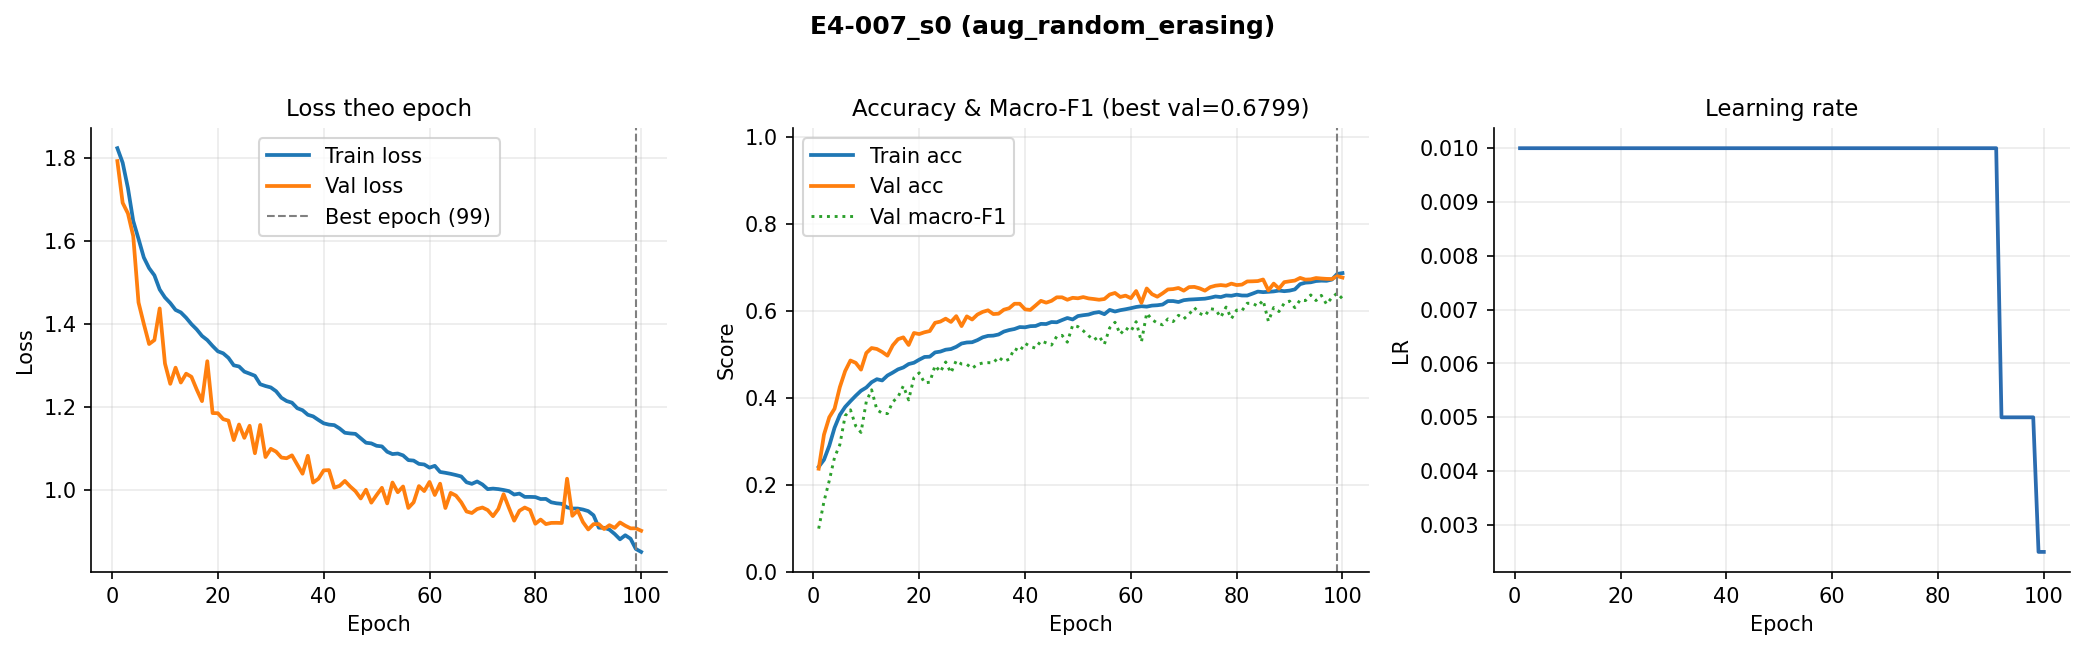 E4-007_s0 (aug_random_erasing)
Loss theo epoch
Train loss
Val loss
Best epoch (99)
1.8
1.6
1.4
1.2
1.0
Loss
0
20
40
60
80
100
Epoch
Accuracy & Macro-F1 (best val=0.6799)
Train acc
Val acc
Val macro-F1
1.0
0.8
0.6
0.4
0.2
0.0
Score
0
20
40
60
80
100
Epoch
Learning rate
0.010
0.009
0.008
0.007
0.006
0.005
0.004
0.003
LR
0
20
40
60
80
100
Epoch